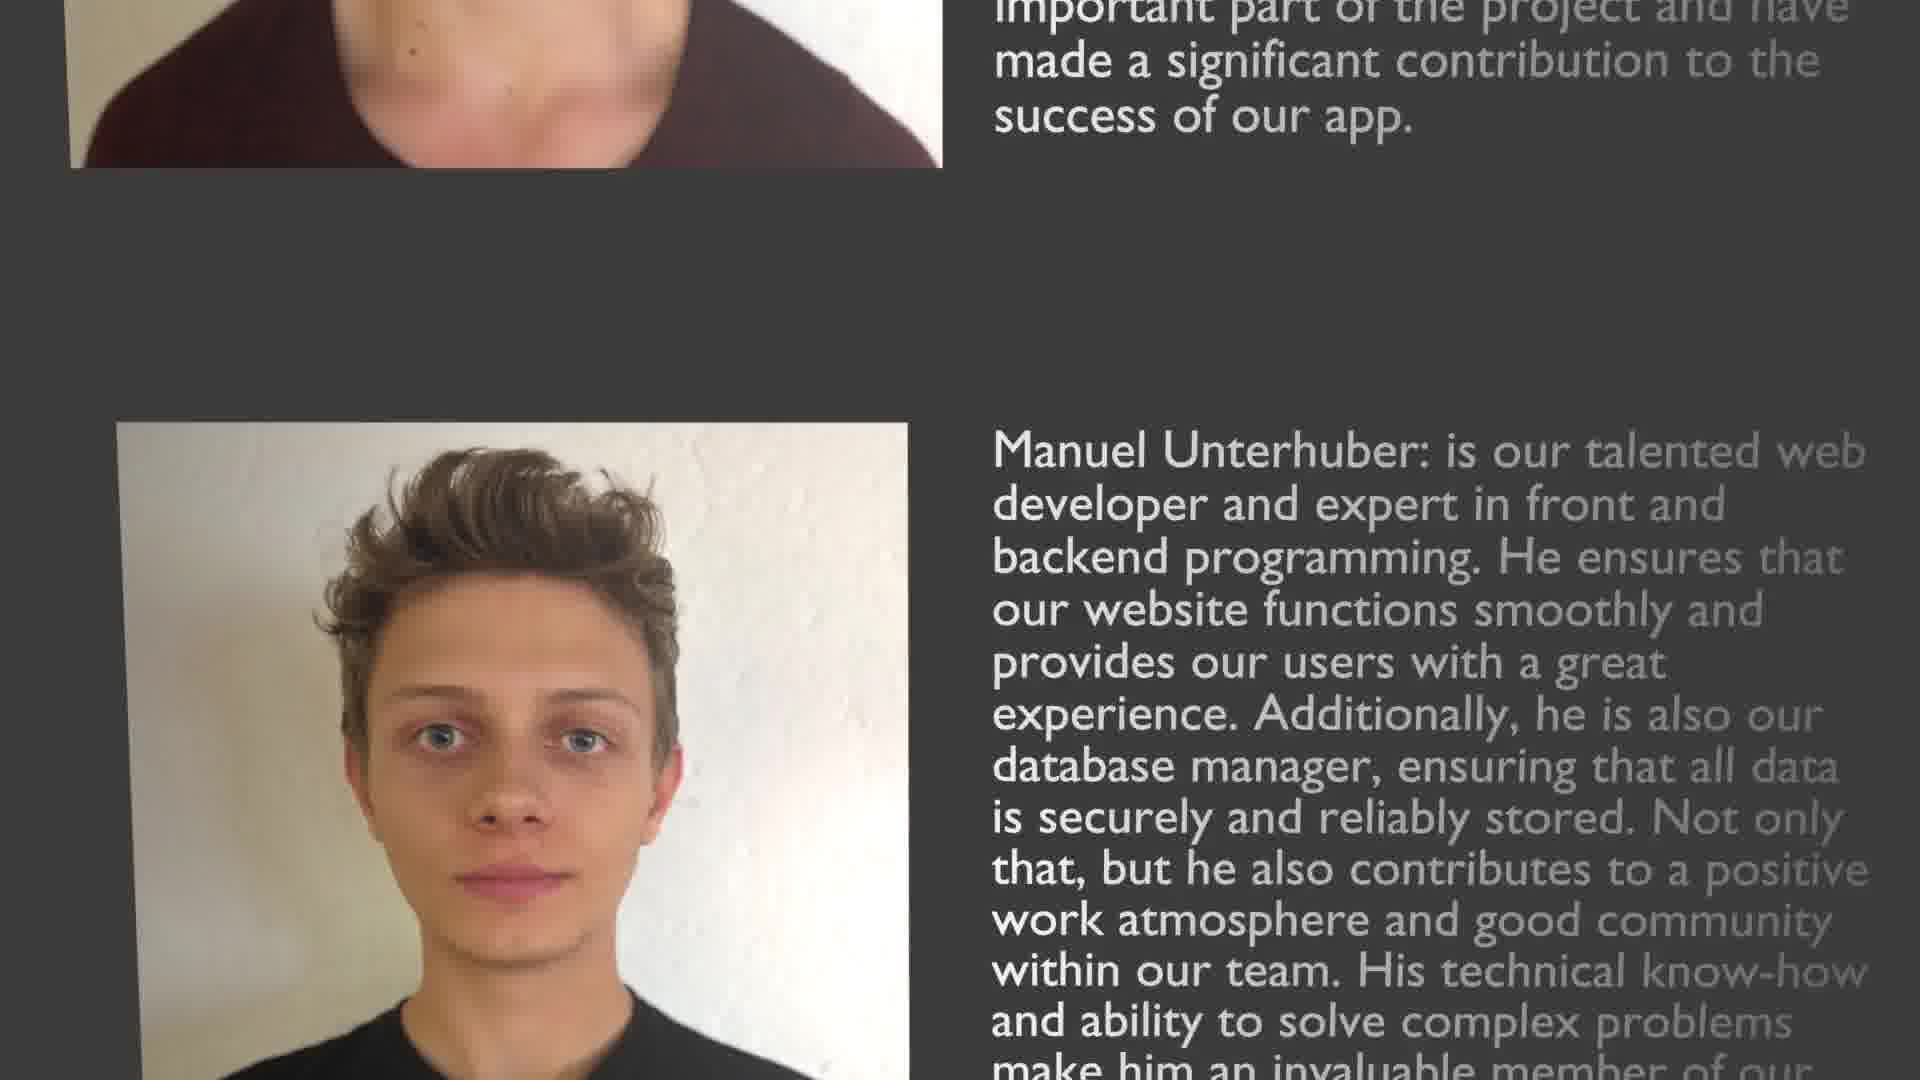 important part of the project and have
made a significant contribution to the
success of our app.
Manuel Unterhuber: is our talented web
developer and expert in front and
backend programming. He ensures that
our website functions smoothly and
provides our users with a great
experience. Additionally, he is also our
database manager, ensuring that all data
is securely and reliably stored. Not only
that, but he also contributes to a positive
work atmosphere and good community
within our team. His technical know-how
and ability to solve complex problems
make him an invaluable member of our